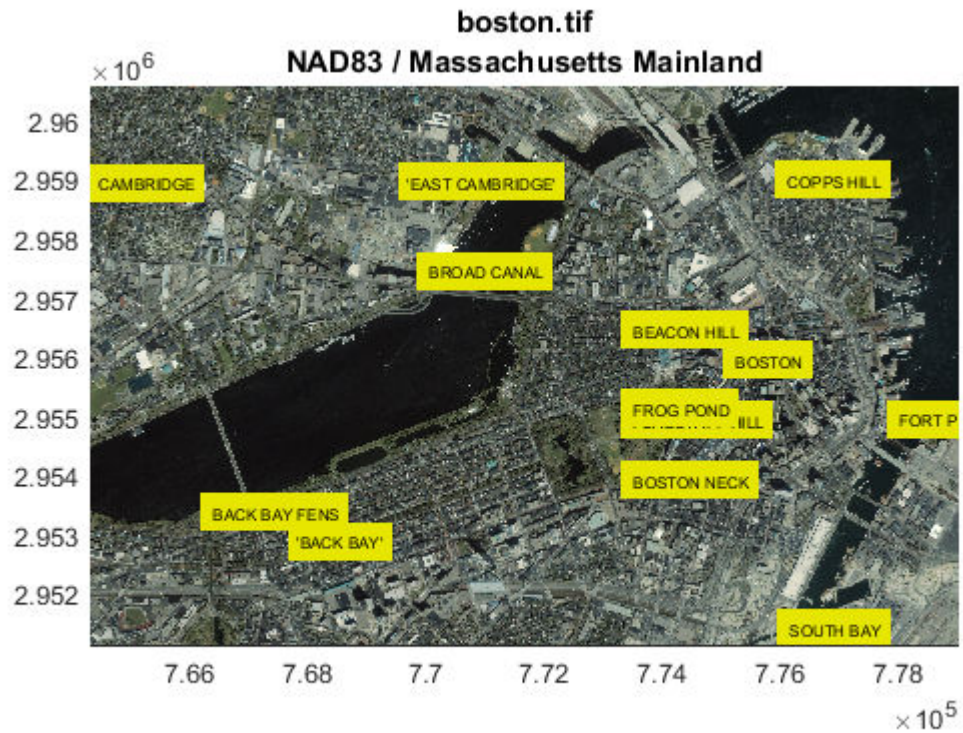 boston.tif
NAD83 / Massachusetts Mainland
× 10^6
2.96
2.959
2.958
2.957
2.956
2.955
2.954
2.953
2.952
CAMBRIDGE
'EAST CAMBRIDGE'
COPPS HILL
BROAD CANAL
BEACON HILL
BOSTON
FROG POND
HILL
FORT P
BOSTON NECK
BACK BAY FENS
'BACK BAY'
SOUTH BAY
7.66
7.68
7.7
7.72
7.74
7.76
7.78
× 10^5